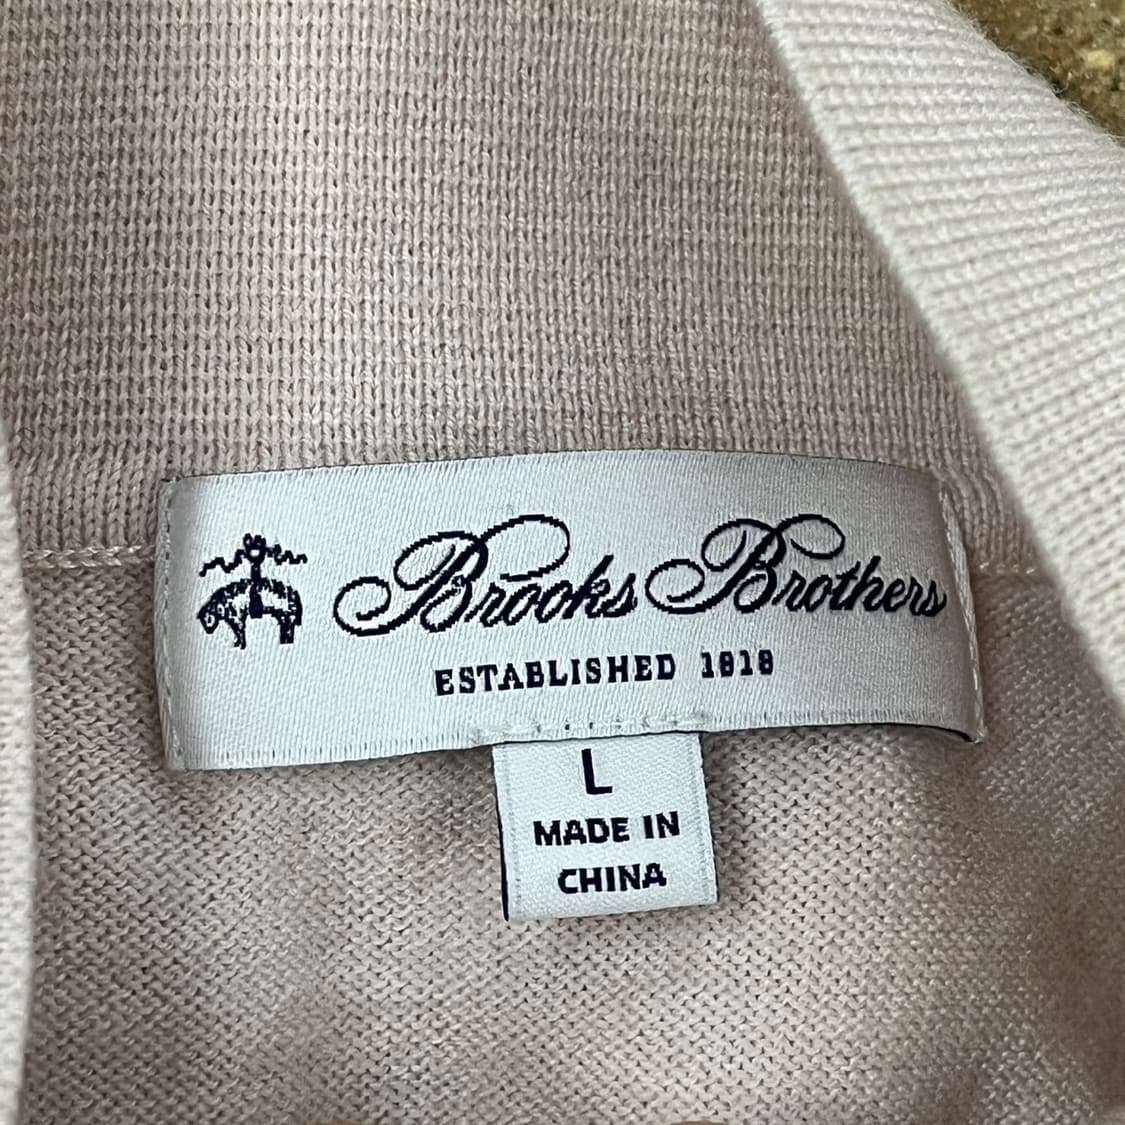 Brooks Brothers
ESTABLISHED 1818
L
MADE IN
CHINA